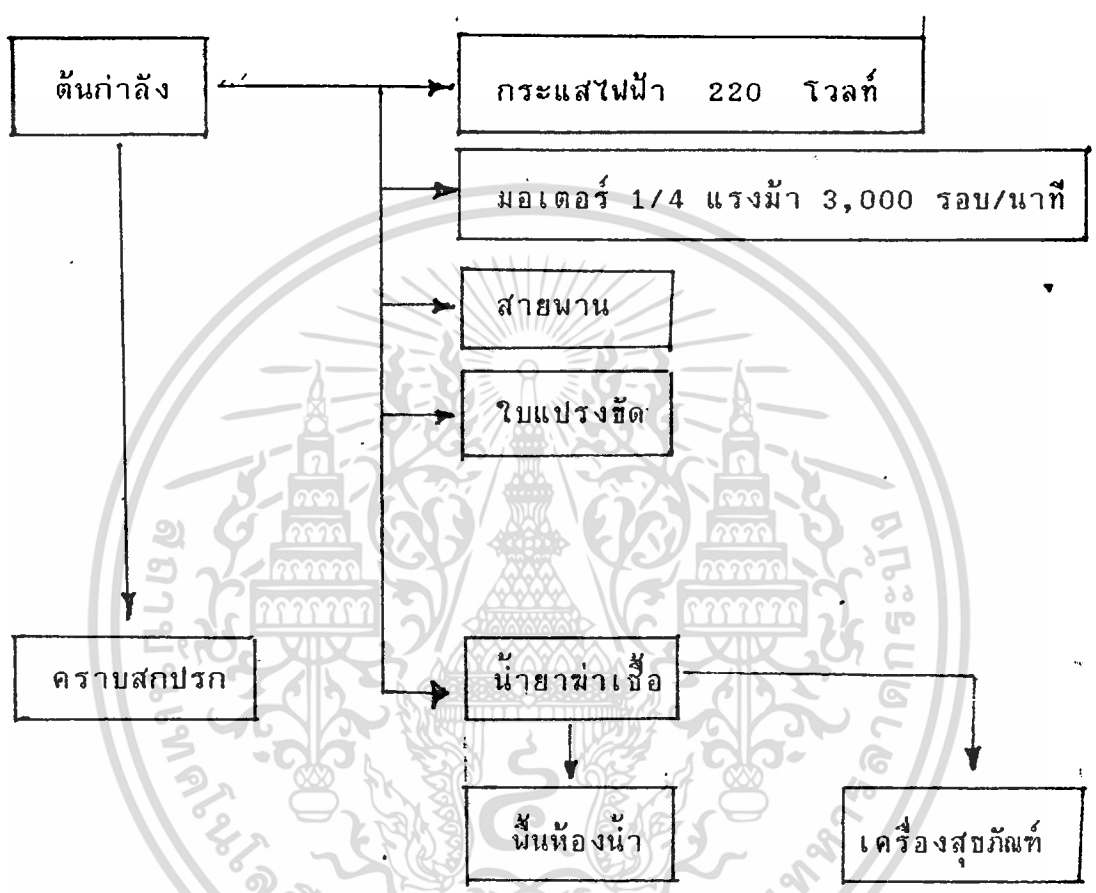 ต้นกำลัง
กระแสไฟฟ้า 220 โวลท์
มอเตอร์ 1/4 แรงม้า 3,000 รอบ/นาที
สายพาน
ใบแปรงขัด
คราบสกปรก
น้ำยาฆ่าเชื้อ
พื้นห้องน้ำ
เครื่องสุขภัณฑ์